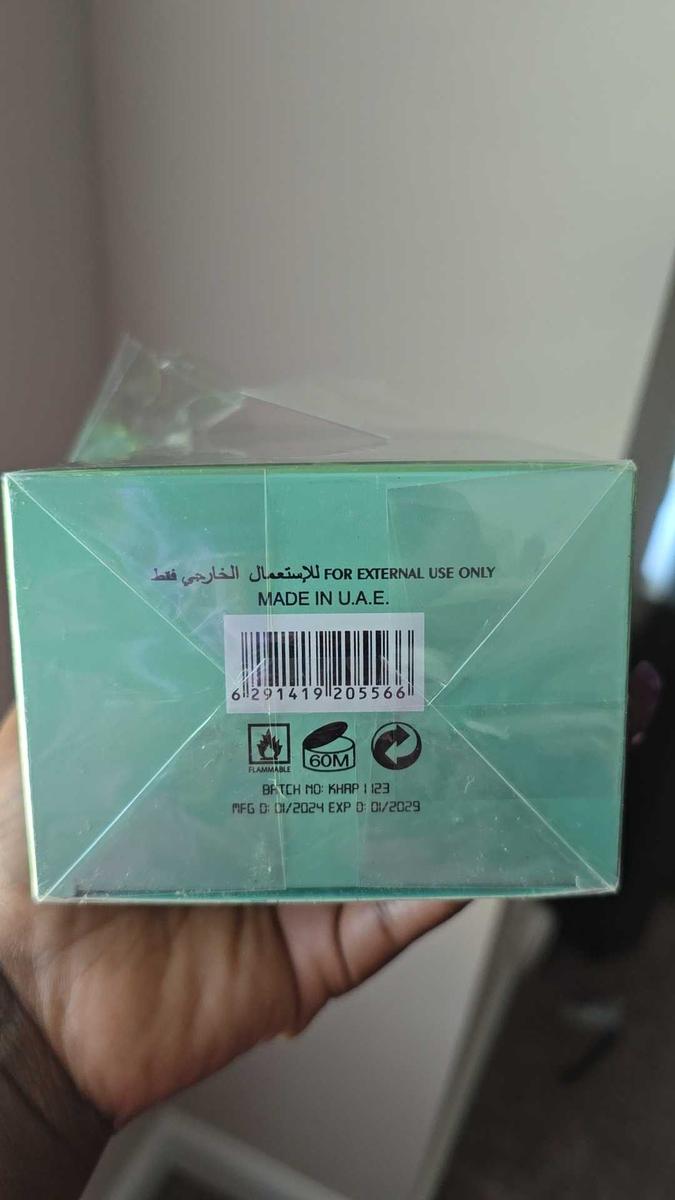 للإستعمال الخارجي فقط FOR EXTERNAL USE ONLY
MADE IN U.A.E.
6 291419 205566
FLAMMABLE
60M
BATCH NO: KHAP 1123
MFG D: 01/2024 EXP D: 01/2029